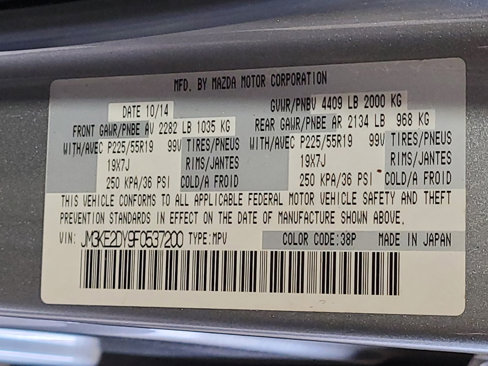 MFD. BY MAZDA MOTOR CORPORATION
DATE 10/14 GVWR/PNBV 4409 LB 2000 KG
FRONT GAWR/PNBE AV 2282 LB 1035 KG REAR GAWR/PNBE AR 2134 LB 968 KG
WITH/AVEC P225/55R19 99V TIRES/PNEUS WITH/AVEC P225/55R19 99V TIRES/PNEUS
19X7J RIMS/JANTES 19X7J RIMS/JANTES
250 KPA/36 PSI COLD/A FROID 250 KPA/36 PSI COLD/A FROID
THIS VEHICLE CONFORMS TO ALL APPLICABLE FEDERAL MOTOR VEHICLE SAFETY AND THEFT
PREVENTION STANDARDS IN EFFECT ON THE DATE OF MANUFACTURE SHOWN ABOVE.
VIN: JM3KE2DY9F0537200 TYPE:MPV COLOR CODE:38P MADE IN JAPAN